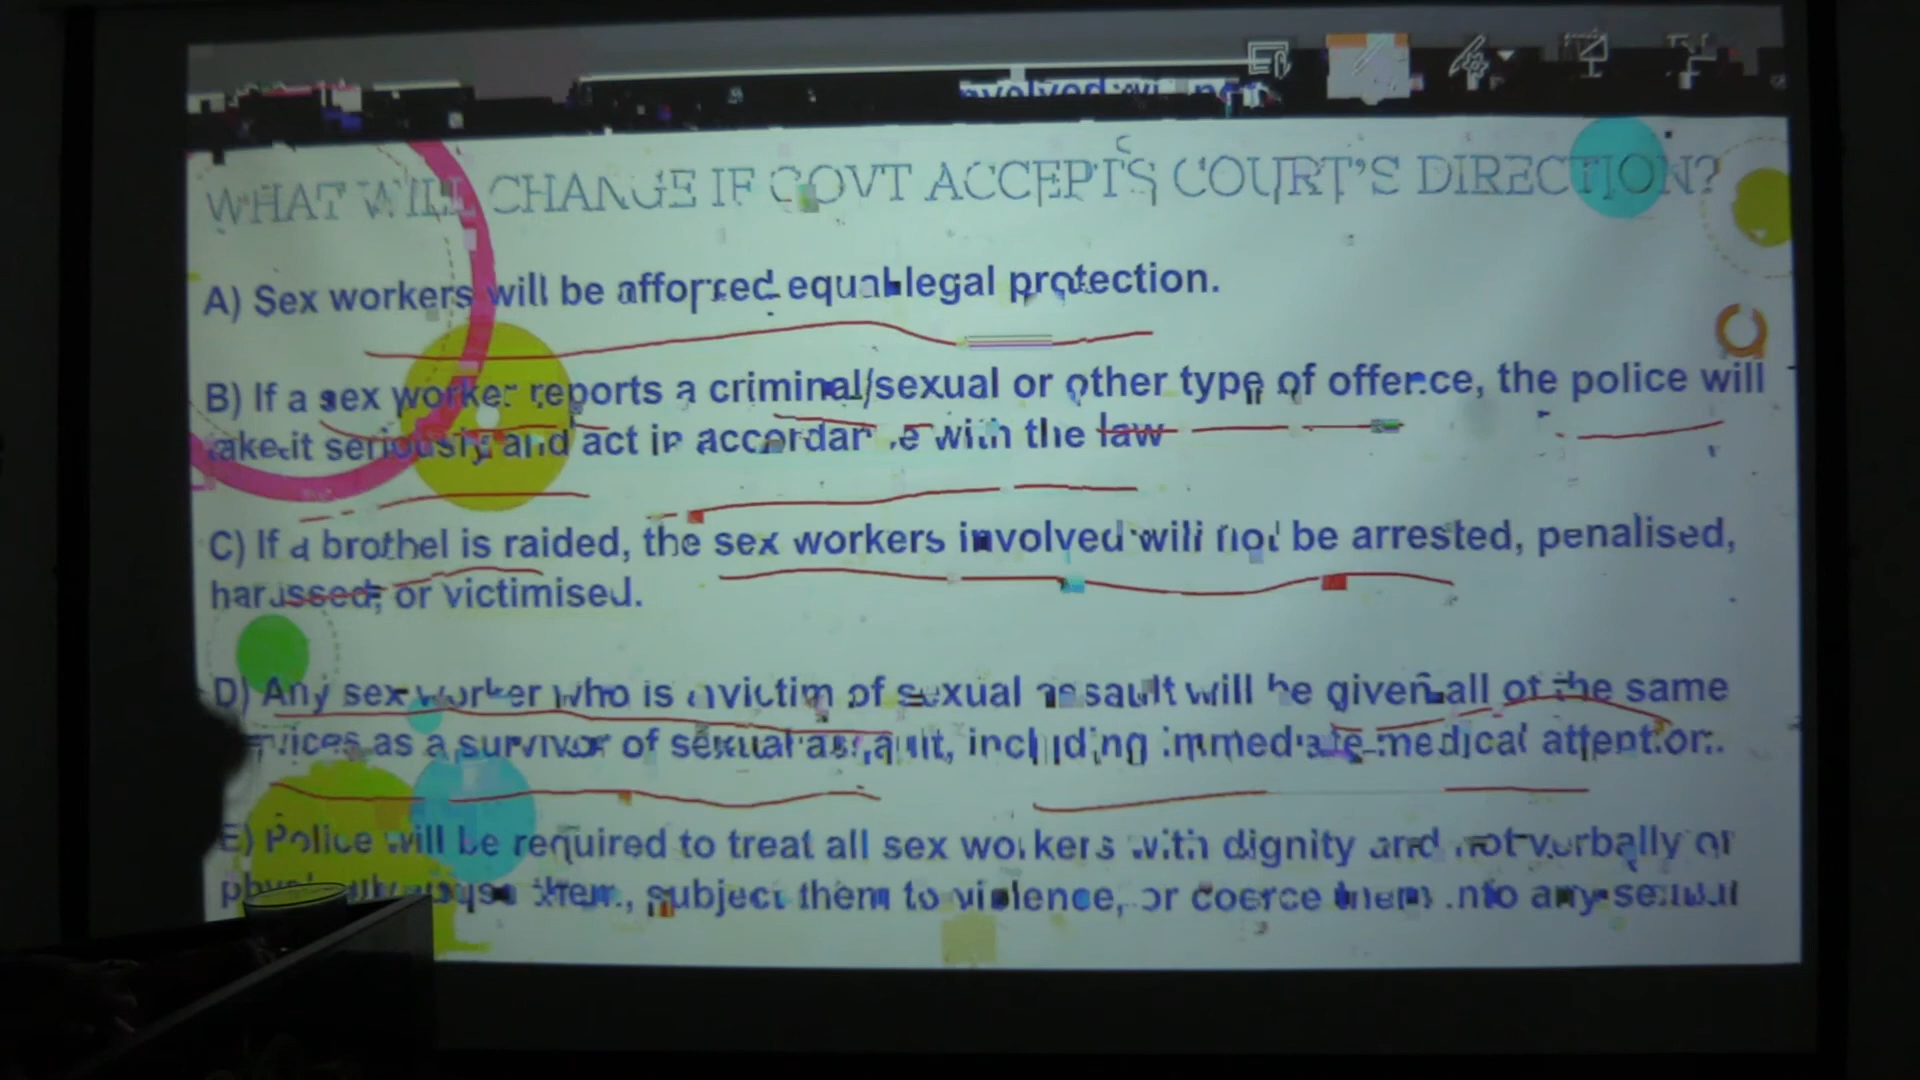 involved wi
WHAT WILL CHANGE IF GOVT ACCEPTS COURT'S DIRECTION?
A) Sex workers will be afforced equal legal protection.
B) If a sex worker reports a criminal/sexual or other type of offence, the police will
take it seriously and act in accordance with the law
C) If a brothel is raided, the sex workers involved will not be arrested, penalised,
harassed, or victimised.
D) Any sex worker who is a victim of sexual assault will be given all of the same
as a survivor of sexual assault, including immediate medical attention.
E) Police will be required to treat all sex workers with dignity and not verbally or
them, subject them to violence, or coerce them into any sexual